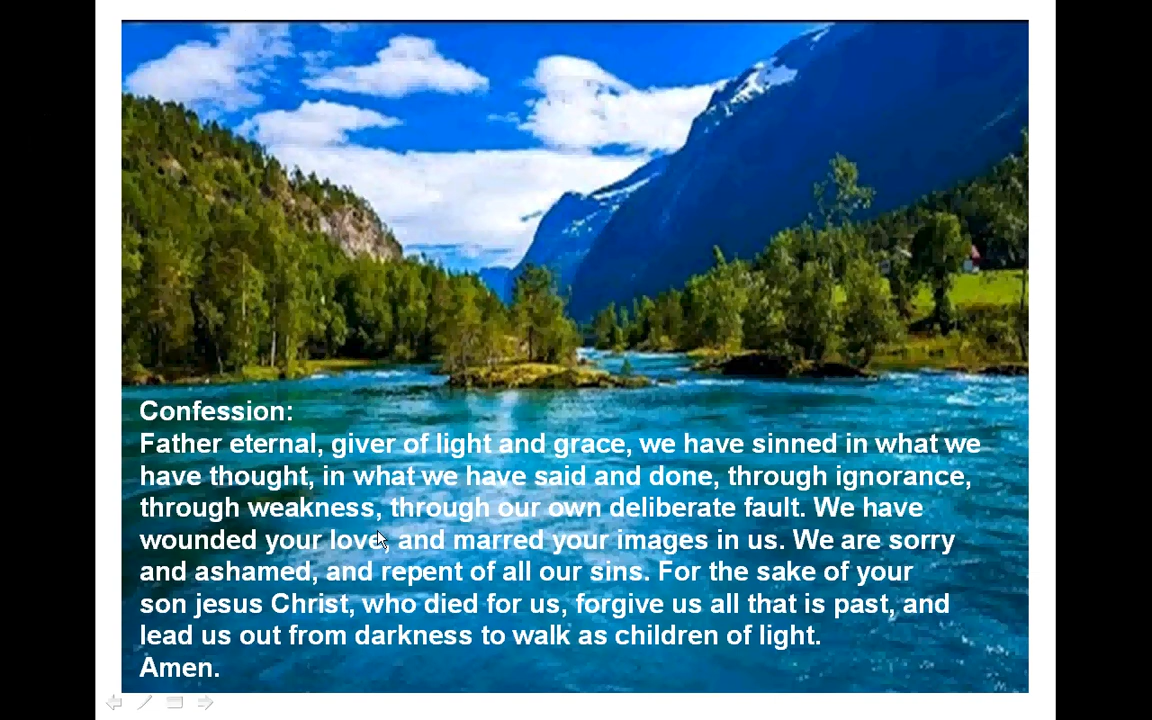 Confession:
Father eternal, giver of light and grace, we have sinned in what we
have thought, in what we have said and done, through ignorance,
through weakness, through our own deliberate fault. We have
wounded your love, and marred your images in us. We are sorry
and ashamed, and repent of all our sins. For the sake of your
son jesus Christ, who died for us, forgive us all that is past, and
lead us out from darkness to walk as children of light.
Amen.